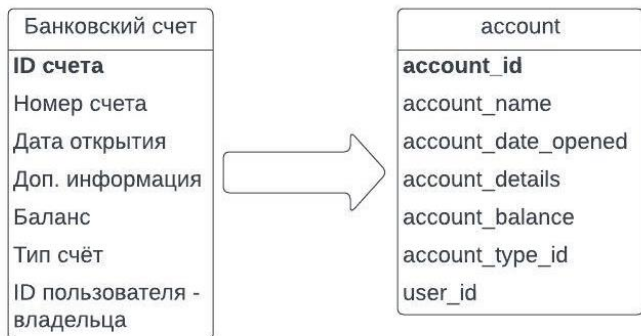 Банковский счет
ID счета
Номер счета
Дата открытия
Доп. информация
Баланс
Тип счёт
ID пользователя -
владельца
account
account_id
account_name
account_date_opened
account_details
account_balance
account_type_id
user_id